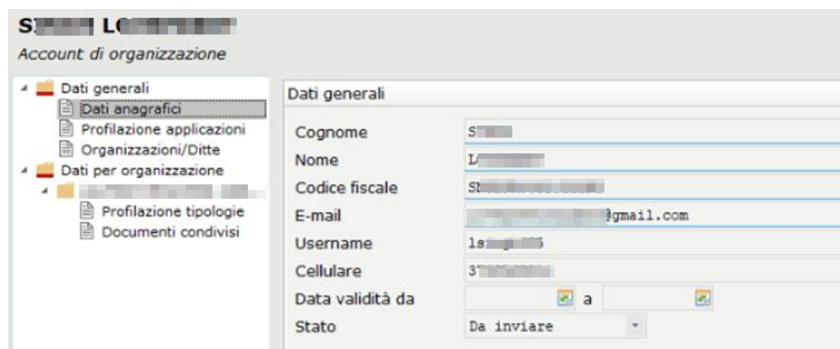 Account di organizzazione
Dati generali
Dati anagrafici
Profilazione applicazioni
Organizzazioni/Ditte
Dati per organizzazione
Profilazione tipologie
Documenti condivisi
Dati generali
Cognome
Nome
Codice fiscale
E-mail @gmail.com
Username
Cellulare
Data validità da a
Stato Da inviare